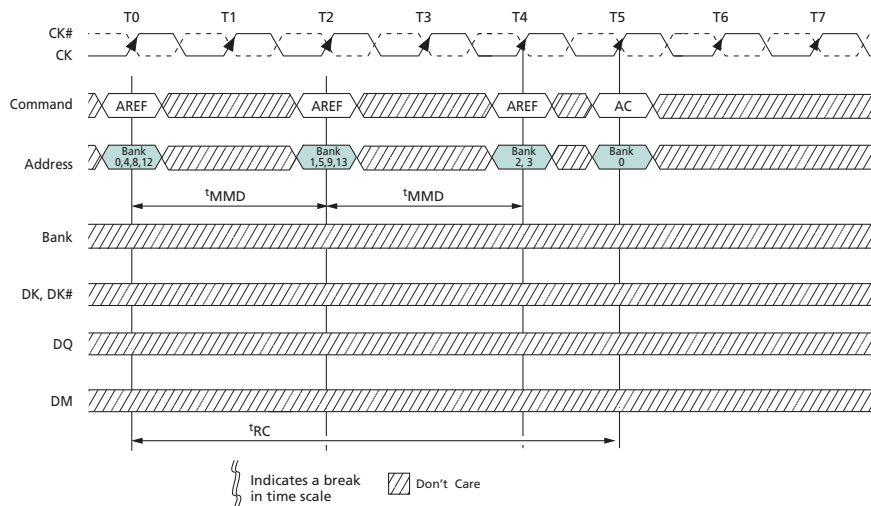 T0 T1 T2 T3 T4 T5 T6 T7
CK#
CK
Command AREF AREF AREF AC
Address Bank 0,4,8,12 Bank 1,5,9,13 Bank 2, 3 Bank 0
tMMD tMMD
Bank
DK, DK#
DQ
DM
tRC
Indicates a break
in time scale
Don't Care